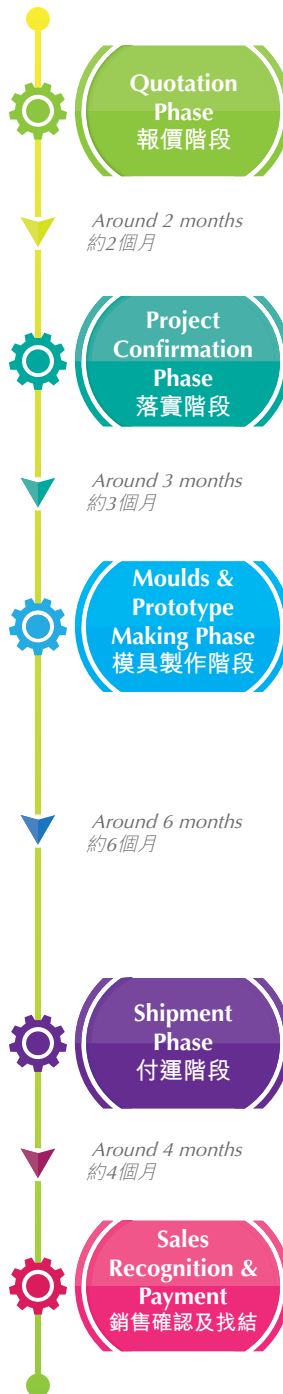 Quotation
Phase
報價階段
Around 2 months
約2個月
Project
Confirmation
Phase
落實階段
Around 3 months
約3個月
Moulds &
Prototype
Making Phase
模具製作階段
Around 6 months
約6個月
Shipment
Phase
付運階段
Around 4 months
約4個月
Sales
Recognition &
Payment
銷售確認及找結